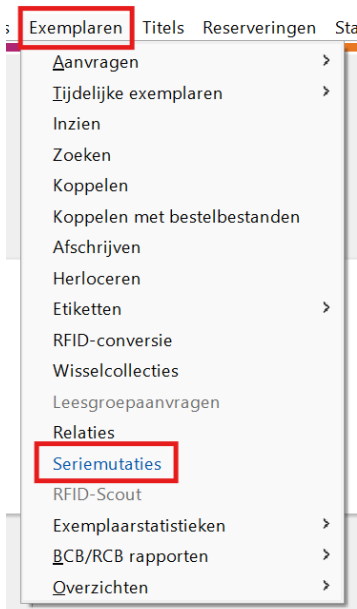 s Exemplaren Titels Reserveringen Sta
Aanvragen
Tijdelijke exemplaren
Inzien
Zoeken
Koppelen
Koppelen met bestelbestanden
Afschrijven
Herloceren
Etiketten
RFID-conversie
Wisselcollecties
Leesgroepaanvragen
Relaties
Seriemutaties
RFID-Scout
Exemplaarstatistieken
BCB/RCB rapporten
Overzichten